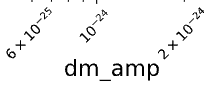 6 × 10⁻²⁵
10⁻²⁴
2 × 10⁻²⁴
dm_amp